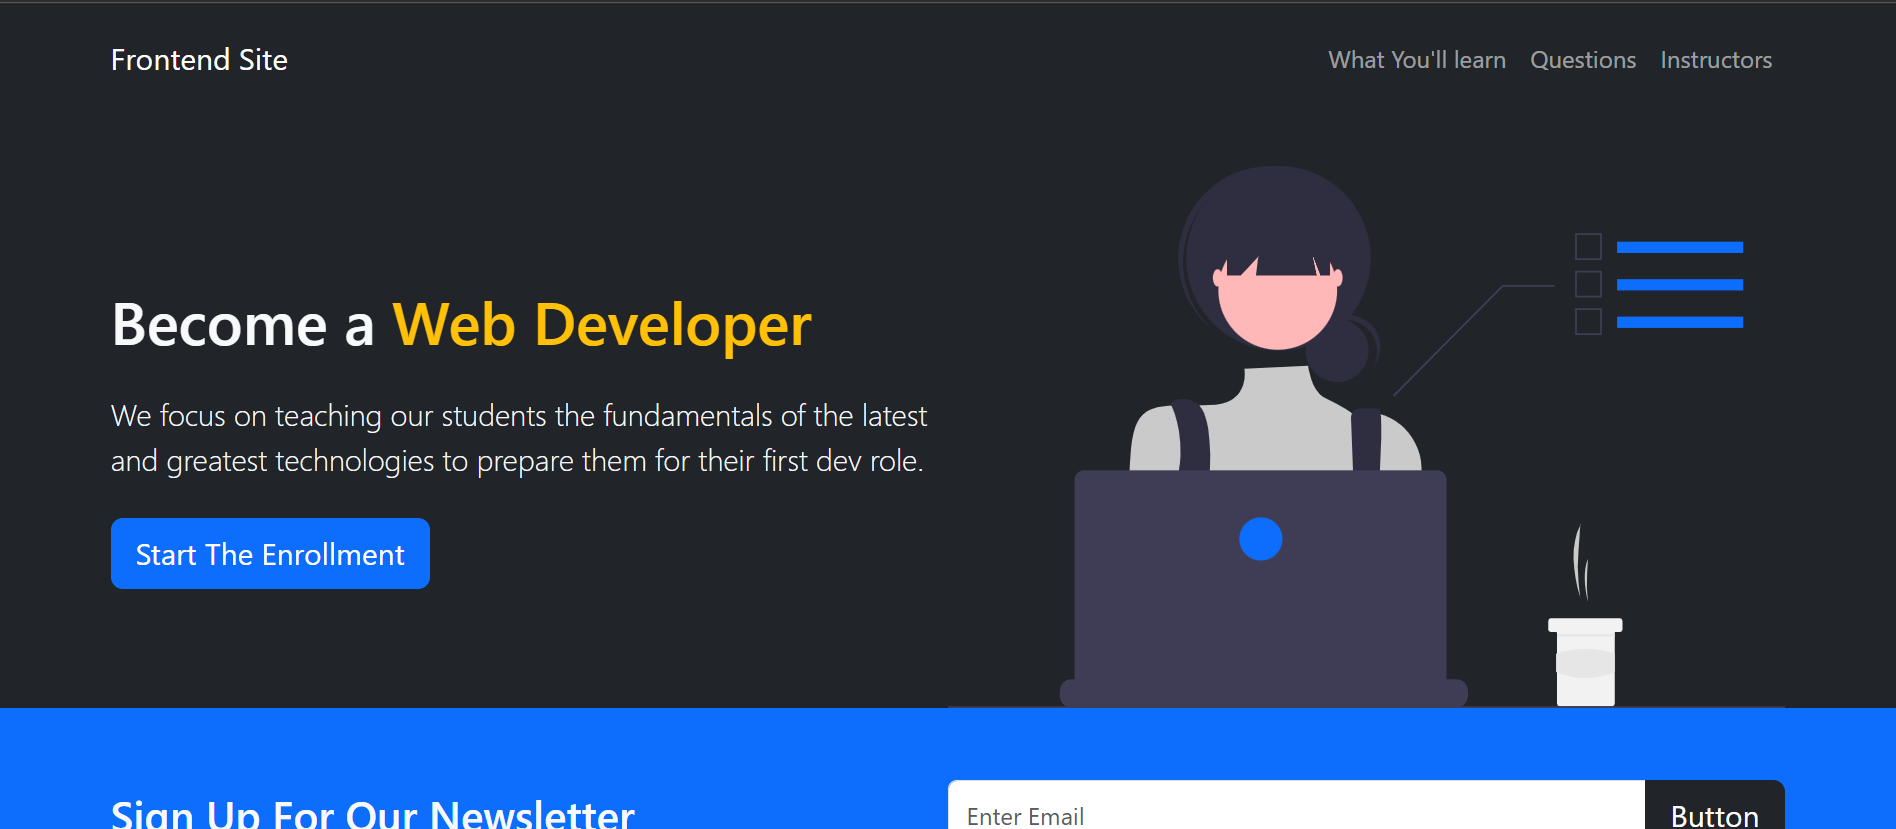 Frontend Site
What You'll learn Questions Instructors
Become a Web Developer
We focus on teaching our students the fundamentals of the latest
and greatest technologies to prepare them for their first dev role.
Start The Enrollment
Sign Up For Our Newsletter
Enter Email
Button